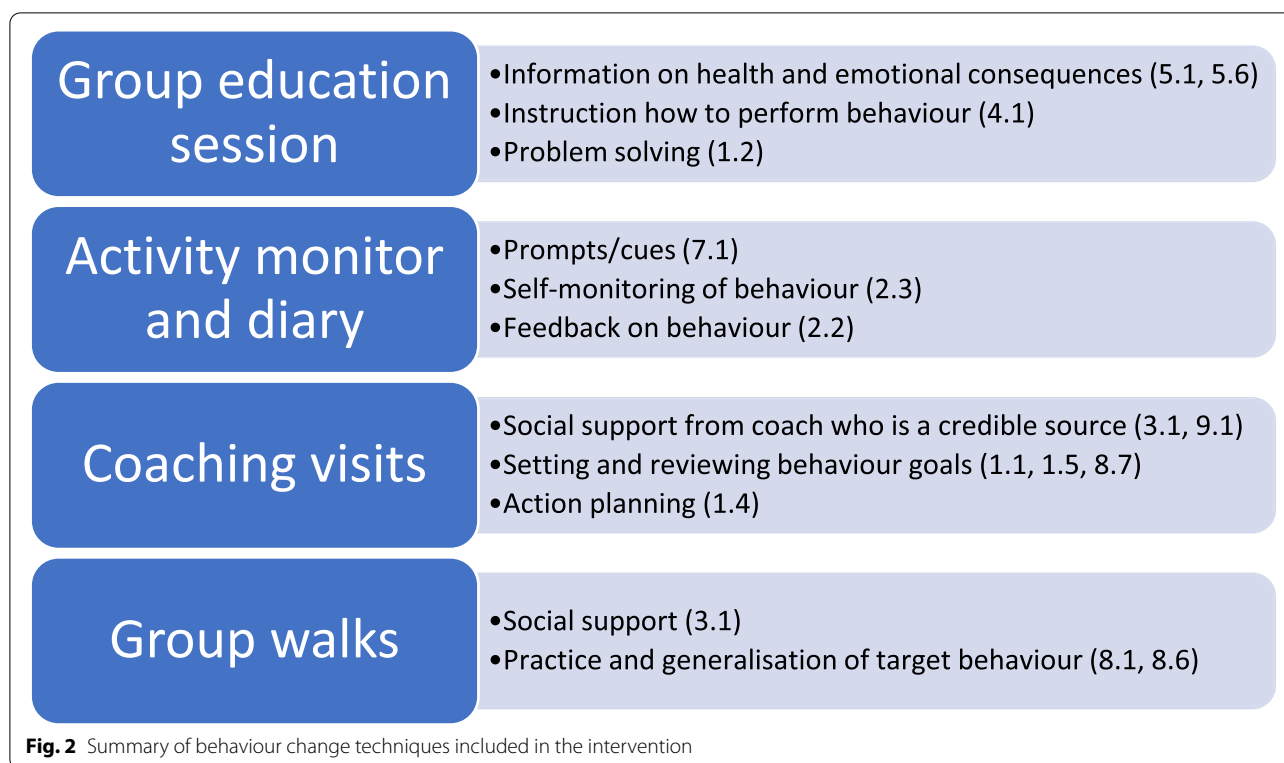 Group education
session
•Information on health and emotional consequences (5.1, 5.6)
•Instruction how to perform behaviour (4.1)
•Problem solving (1.2)
Activity monitor
and diary
•Prompts/cues (7.1)
•Self-monitoring of behaviour (2.3)
•Feedback on behaviour (2.2)
Coaching visits
•Social support from coach who is a credible source (3.1, 9.1)
•Setting and reviewing behaviour goals (1.1, 1.5, 8.7)
•Action planning (1.4)
Group walks
•Social support (3.1)
•Practice and generalisation of target behaviour (8.1, 8.6)
Fig. 2 Summary of behaviour change techniques included in the intervention